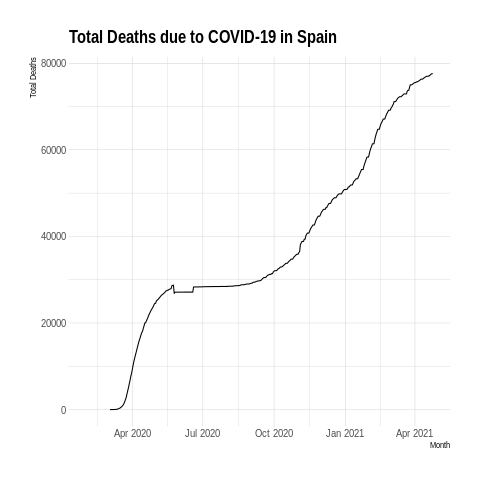 Total Deaths due to COVID-19 in Spain
Total Deaths
80000
60000
40000
20000
0
Apr 2020 Jul 2020 Oct 2020 Jan 2021 Apr 2021
Month